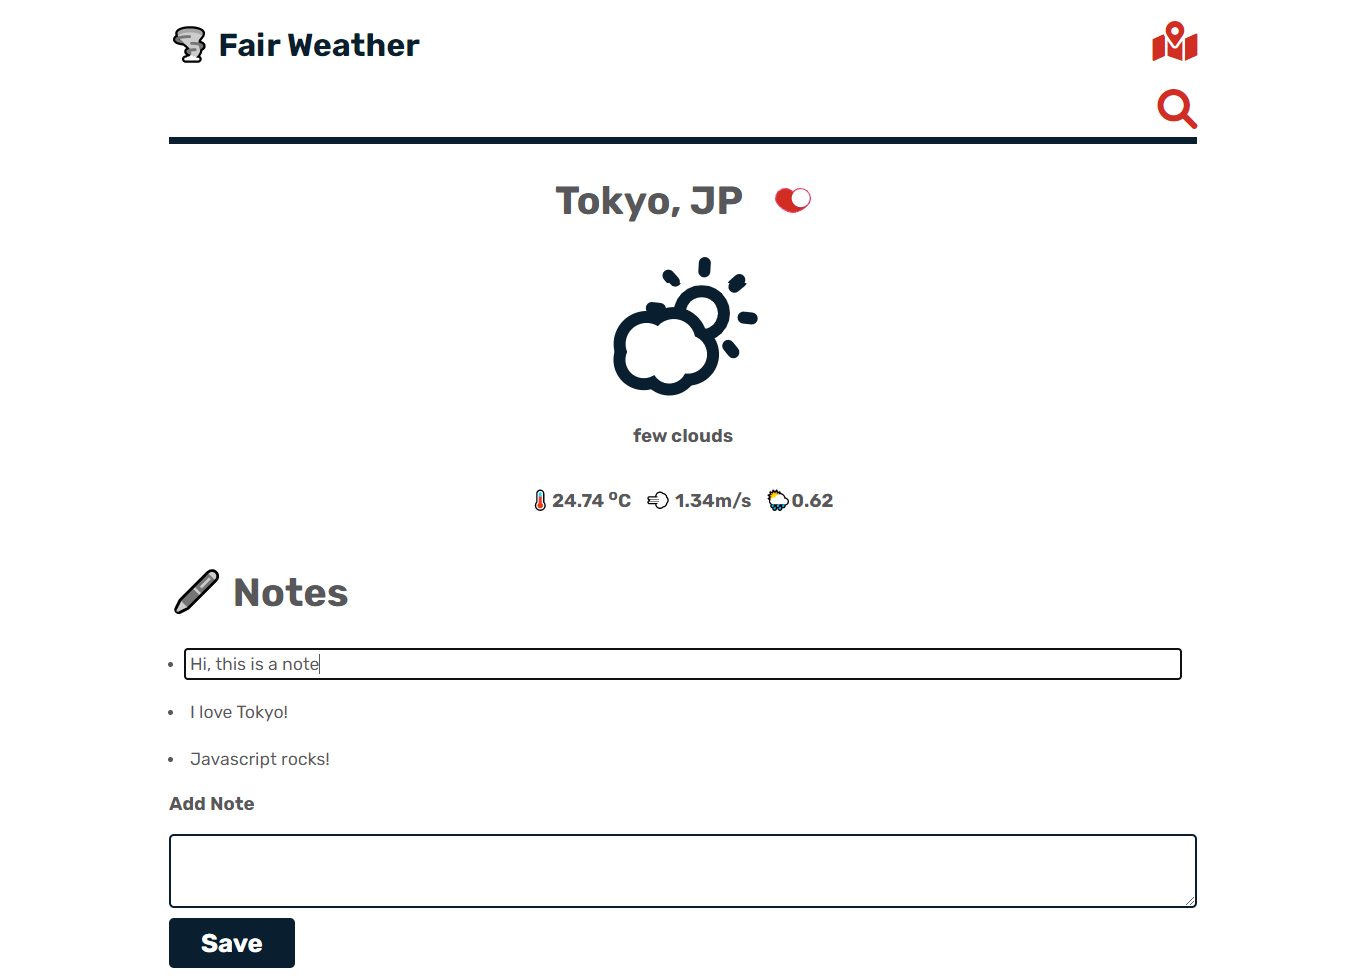 Fair Weather
Tokyo, JP
few clouds
24.74 ºC 1.34m/s 0.62
Notes
Hi, this is a note
I love Tokyo!
Javascript rocks!
Add Note
Save